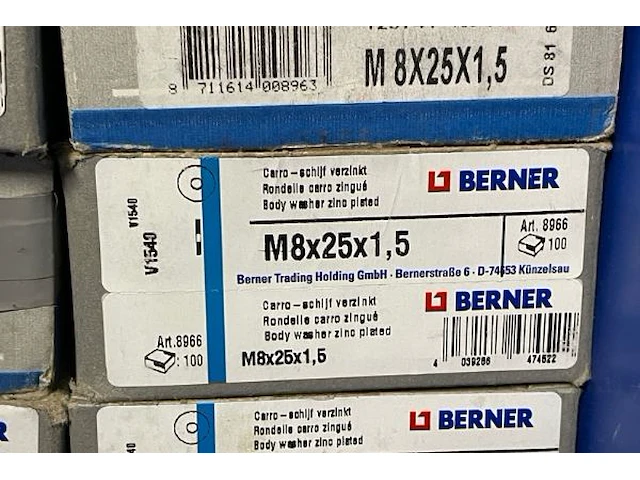 M 8X25X1,5
8 711614 008963
DS 81
V1540
V1540
Carro-schijf verzinkt
Rondelle carro zingué
Body washer zinc plated
BERNER
M8x25x1,5
Art. 8966
100
Berner Trading Holding GmbH · Bernerstraße 6 · D-74653 Künzelsau
Carro-schijf verzinkt
Rondelle carro zingué
Body washer zinc plated
BERNER
Art.8966
:100
M8x25x1,5
4 039286 474522
V1540
Carro-schijf verzinkt
Rondelle carro zingué
Body washer zinc plated
BERNER
R